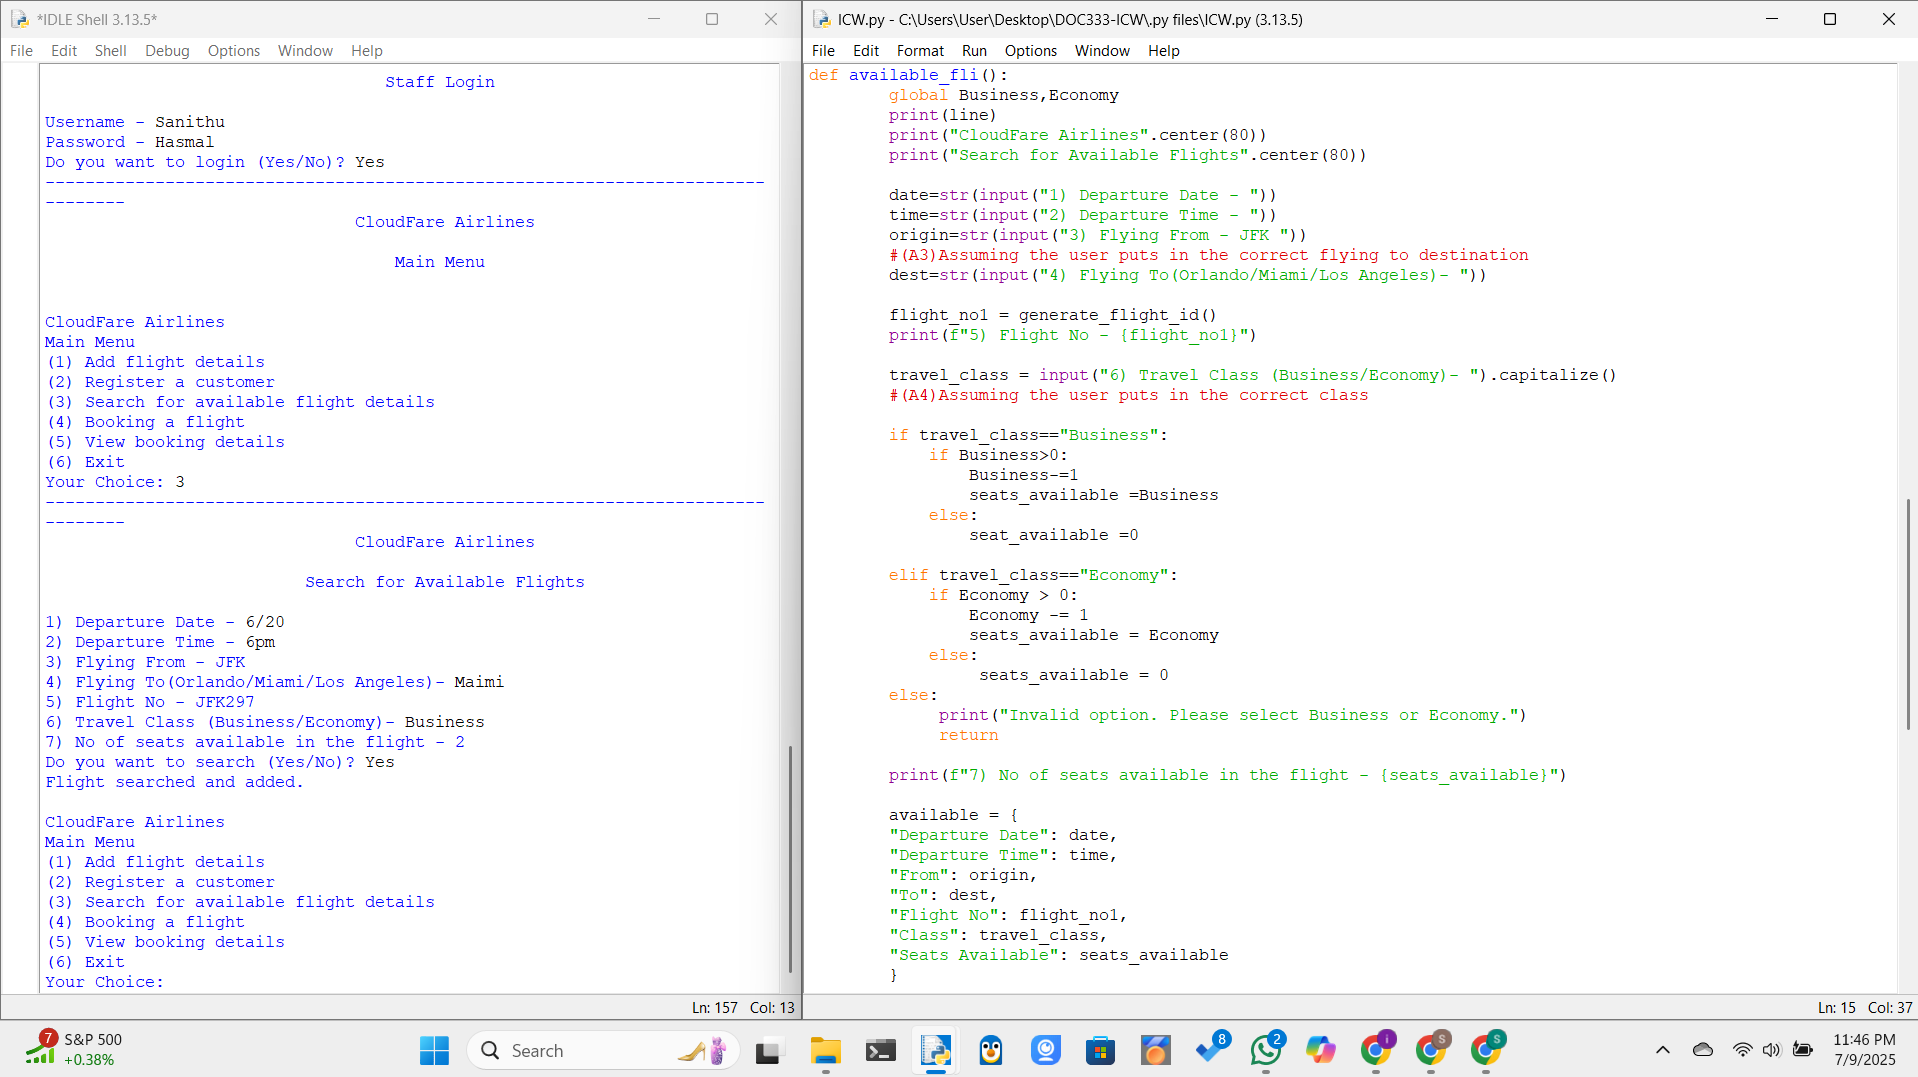 *IDLE Shell 3.13.5*
File Edit Shell Debug Options Window Help
Staff Login
Username - Sanithu
Password - Hasmal
Do you want to login (Yes/No)? Yes
------------------------------------------------------------------------
--------
CloudFare Airlines
Main Menu
CloudFare Airlines
Main Menu
(1) Add flight details
(2) Register a customer
(3) Search for available flight details
(4) Booking a flight
(5) View booking details
(6) Exit
Your Choice: 3
------------------------------------------------------------------------
--------
CloudFare Airlines
Search for Available Flights
1) Departure Date - 6/20
2) Departure Time - 6pm
3) Flying From - JFK
4) Flying To(Orlando/Miami/Los Angeles)- Maimi
5) Flight No - JFK297
6) Travel Class (Business/Economy)- Business
7) No of seats available in the flight - 2
Do you want to search (Yes/No)? Yes
Flight searched and added.
CloudFare Airlines
Main Menu
(1) Add flight details
(2) Register a customer
(3) Search for available flight details
(4) Booking a flight
(5) View booking details
(6) Exit
Your Choice:
Ln: 157 Col: 13
ICW.py - C:\Users\User\Desktop\DOC333-ICW\.py files\ICW.py (3.13.5)
File Edit Format Run Options Window Help
def available_fli():
global Business,Economy
print(line)
print("CloudFare Airlines".center(80))
print("Search for Available Flights".center(80))
date=str(input("1) Departure Date - "))
time=str(input("2) Departure Time - "))
origin=str(input("3) Flying From - JFK "))
#(A3)Assuming the user puts in the correct flying to destination
dest=str(input("4) Flying To(Orlando/Miami/Los Angeles)- "))
flight_no1 = generate_flight_id()
print(f"5) Flight No - {flight_no1}")
travel_class = input("6) Travel Class (Business/Economy)- ").capitalize()
#(A4)Assuming the user puts in the correct class
if travel_class=="Business":
if Business>0:
Business-=1
seats_available =Business
else:
seat_available =0
elif travel_class=="Economy":
if Economy > 0:
Economy -= 1
seats_available = Economy
else:
seats_available = 0
else:
print("Invalid option. Please select Business or Economy.")
return
print(f"7) No of seats available in the flight - {seats_available}")
available = {
"Departure Date": date,
"Departure Time": time,
"From": origin,
"To": dest,
"Flight No": flight_no1,
"Class": travel_class,
"Seats Available": seats_available
}
Ln: 15 Col: 37
7
S&P 500
+0.38%
Search
8
2
i
S
S
11:46 PM
7/9/2025